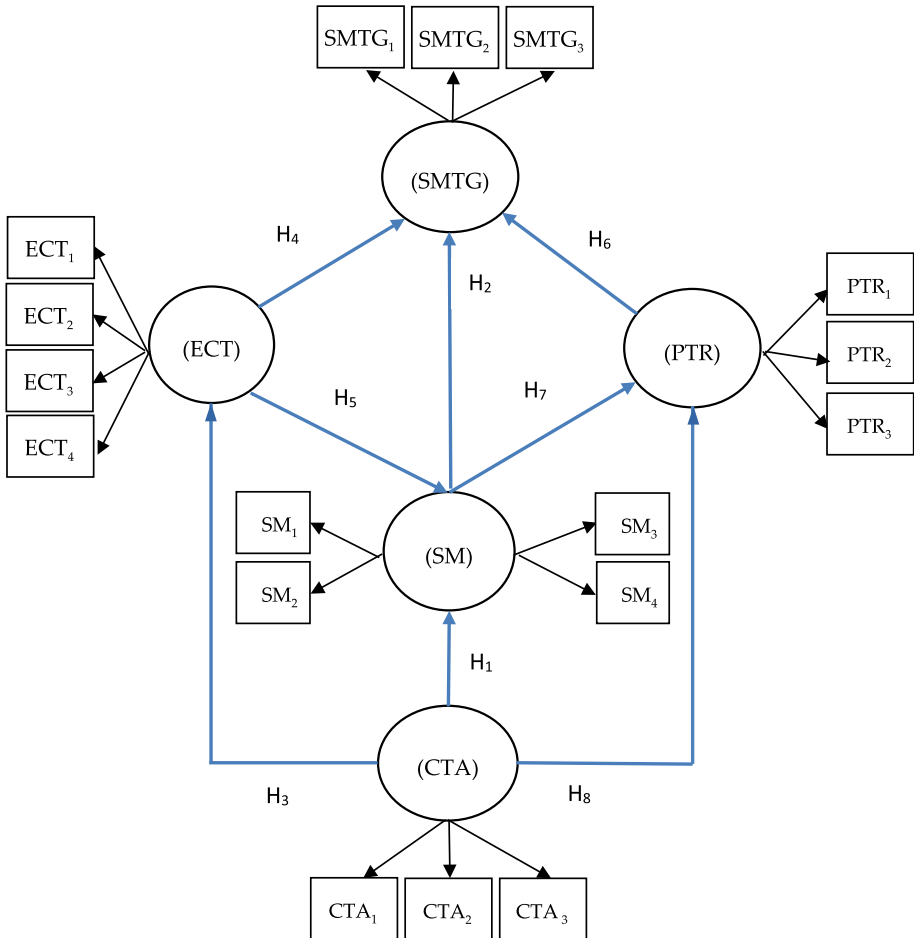 SMTG₁ SMTG₂ SMTG₃
(SMTG)
H₄
H₆
ECT₁
H₂
PTR₁
ECT₂
(ECT)
(PTR)
PTR₂
ECT₃
H₅
H₇
PTR₃
ECT₄
SM₁
SM₃
(SM)
SM₂
SM₄
H₁
(CTA)
H₃
H₈
CTA₁ CTA₂ CTA₃